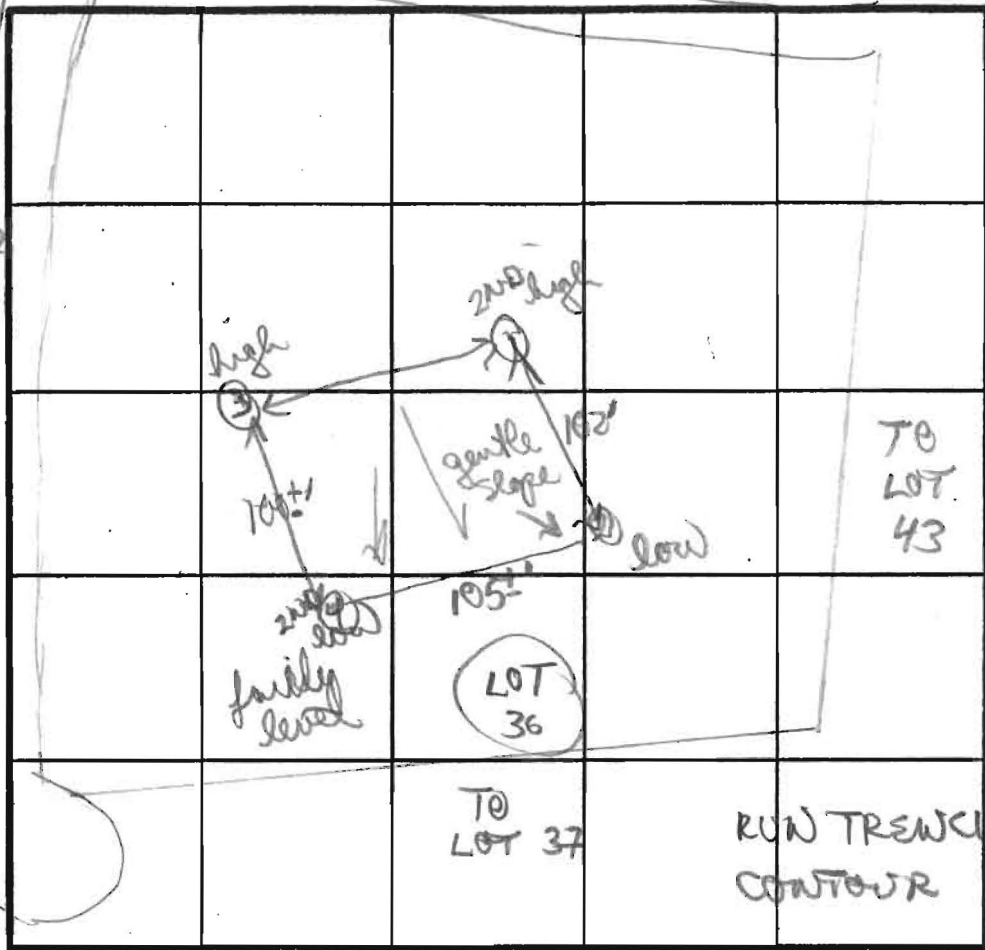 2ND high
high
3
gentle
slope
102'
100±'
TO
LOT
43
low
105±'
2ND
low
fairly
level
LOT
36
TO
LOT 37
RUN TRENCH
CONTOUR